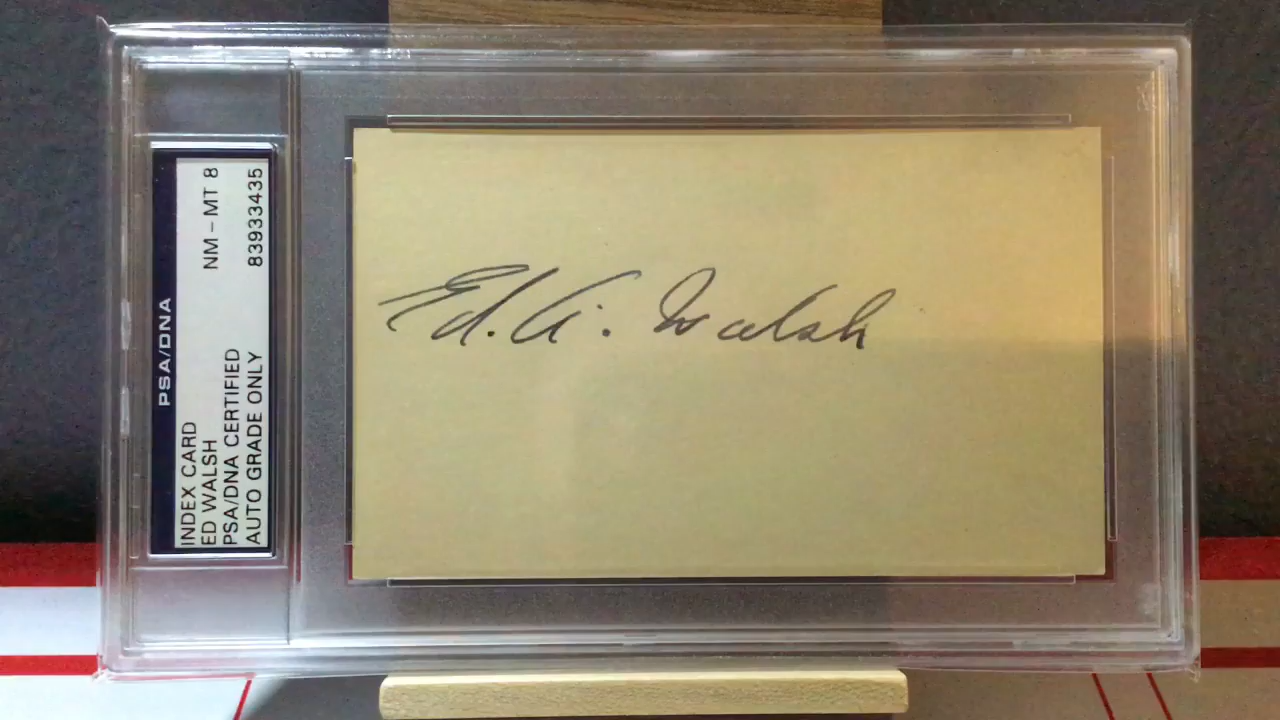 PSA/DNA
INDEX CARD NM - MT 8
ED WALSH
PSA/DNA CERTIFIED
AUTO GRADE ONLY 83933435
Ed. A. Walsh